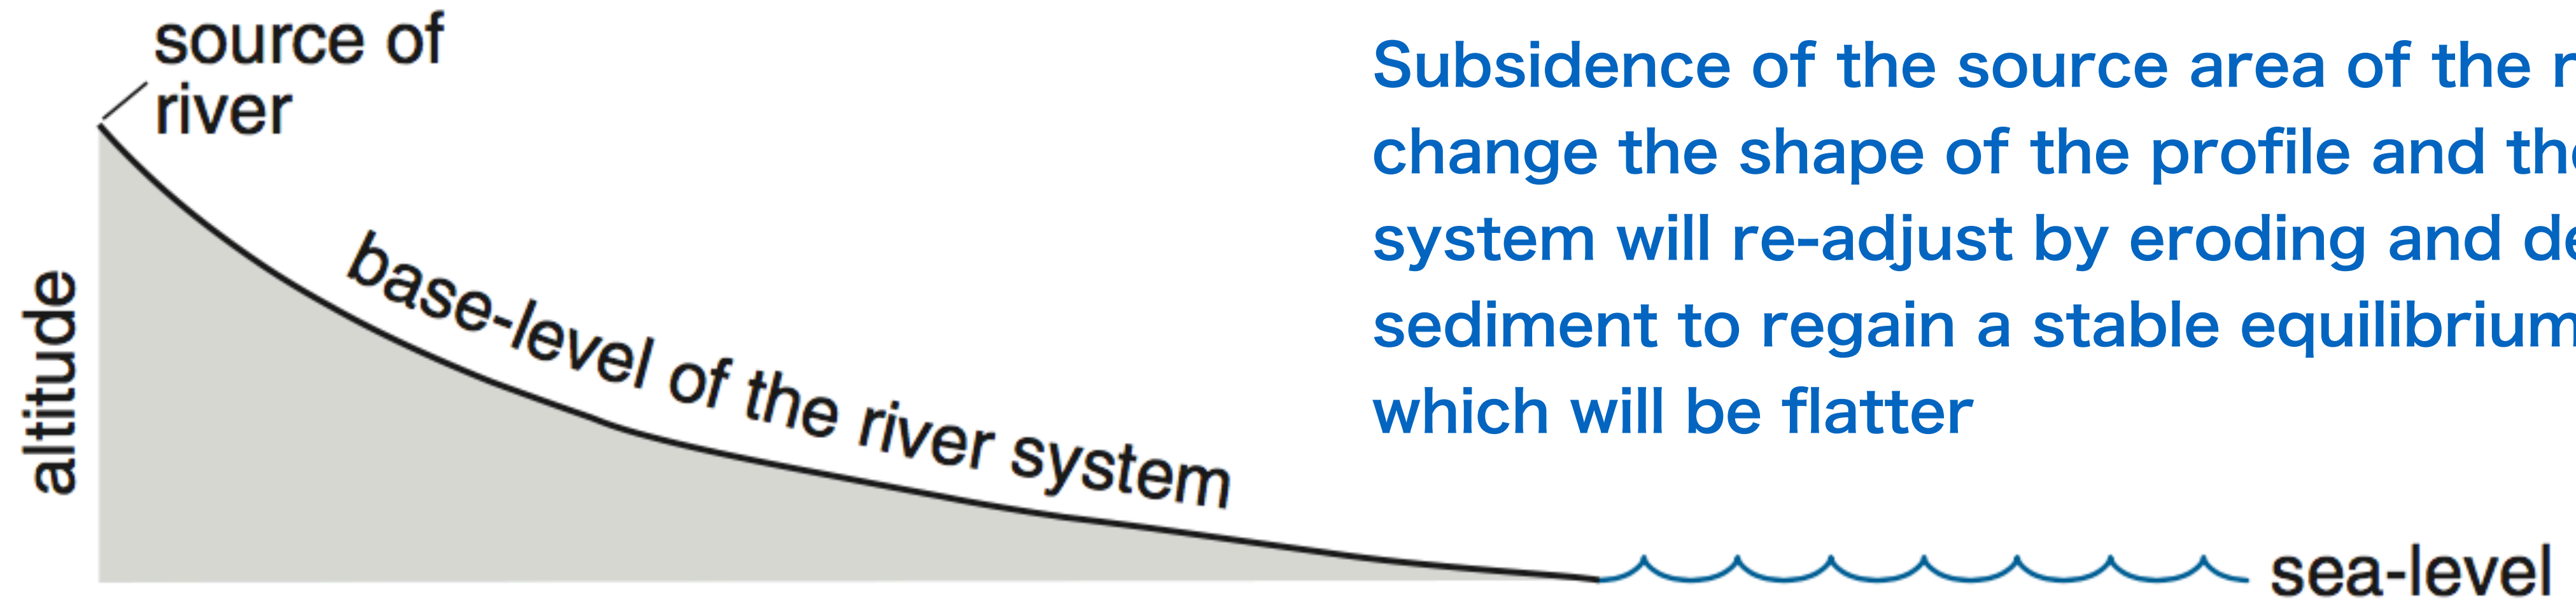 source of
river
altitude
base-level of the river system
Subsidence of the source area of the
change the shape of the profile and
system will re-adjust by eroding and
sediment to regain a stable equilibrium
which will be flatter
sea-level